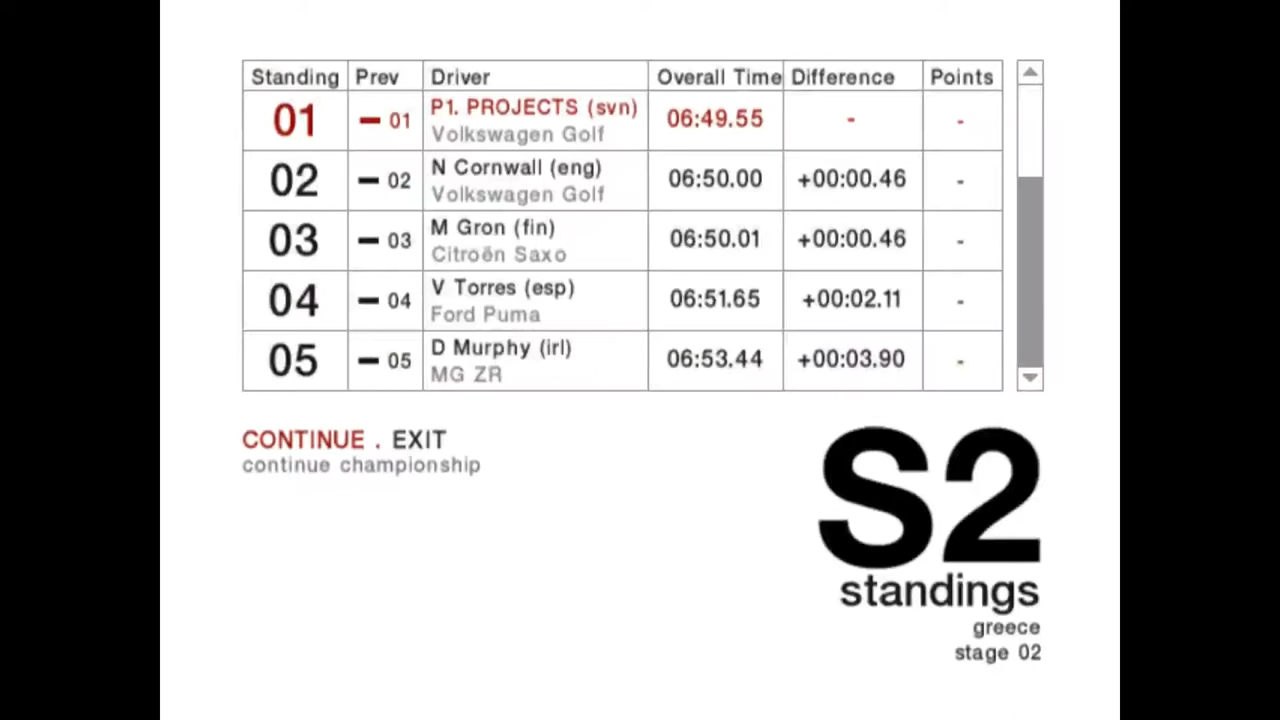 Standing Prev Driver Overall Time Difference Points
01 – 01 P1. PROJECTS (svn) 06:49.55 - -
Volkswagen Golf
02 – 02 N Cornwall (eng) 06:50.00 +00:00.46 -
Volkswagen Golf
03 – 03 M Gron (fin) 06:50.01 +00:00.46 -
Citroën Saxo
04 – 04 V Torres (esp) 06:51.65 +00:02.11 -
Ford Puma
05 – 05 D Murphy (irl) 06:53.44 +00:03.90 -
MG ZR
CONTINUE . EXIT
continue championship
S2
standings
greece
stage 02